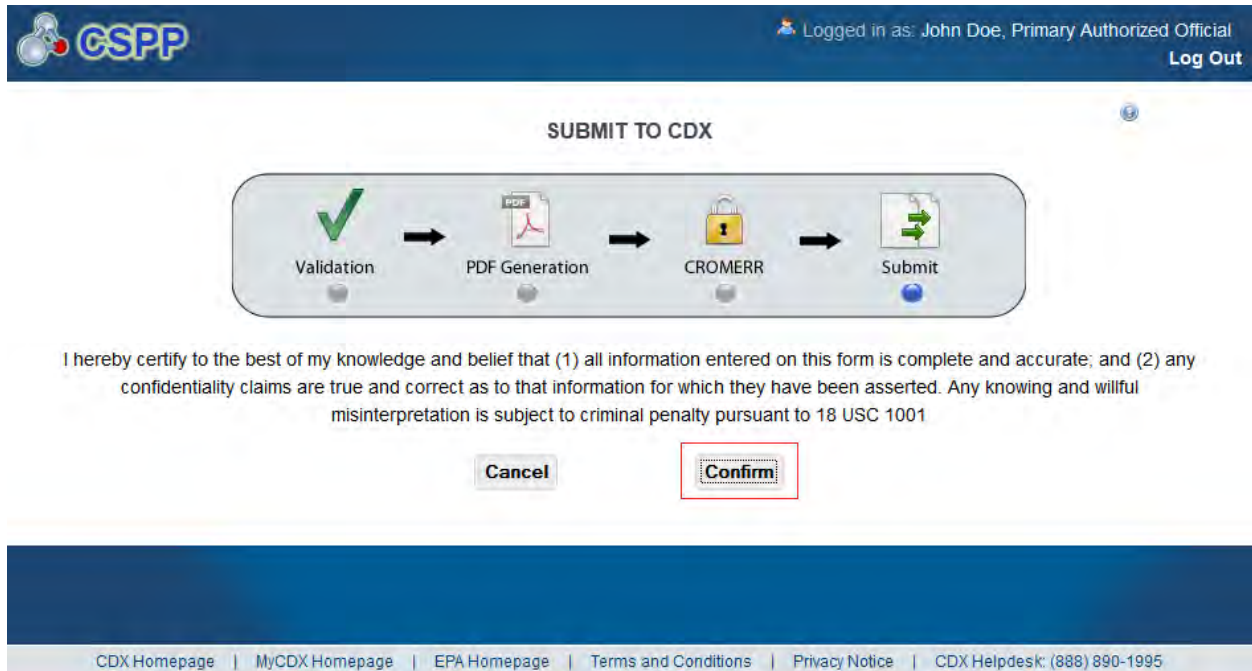 CSPP
Logged in as: John Doe, Primary Authorized Official
Log Out
SUBMIT TO CDX
PDF
Validation PDF Generation CROMERR Submit
I hereby certify to the best of my knowledge and belief that (1) all information entered on this form is complete and accurate; and (2) any
confidentiality claims are true and correct as to that information for which they have been asserted. Any knowing and willful
misinterpretation is subject to criminal penalty pursuant to 18 USC 1001
Cancel Confirm
CDX Homepage | MyCDX Homepage | EPA Homepage | Terms and Conditions | Privacy Notice | CDX Helpdesk: (888) 890-1995